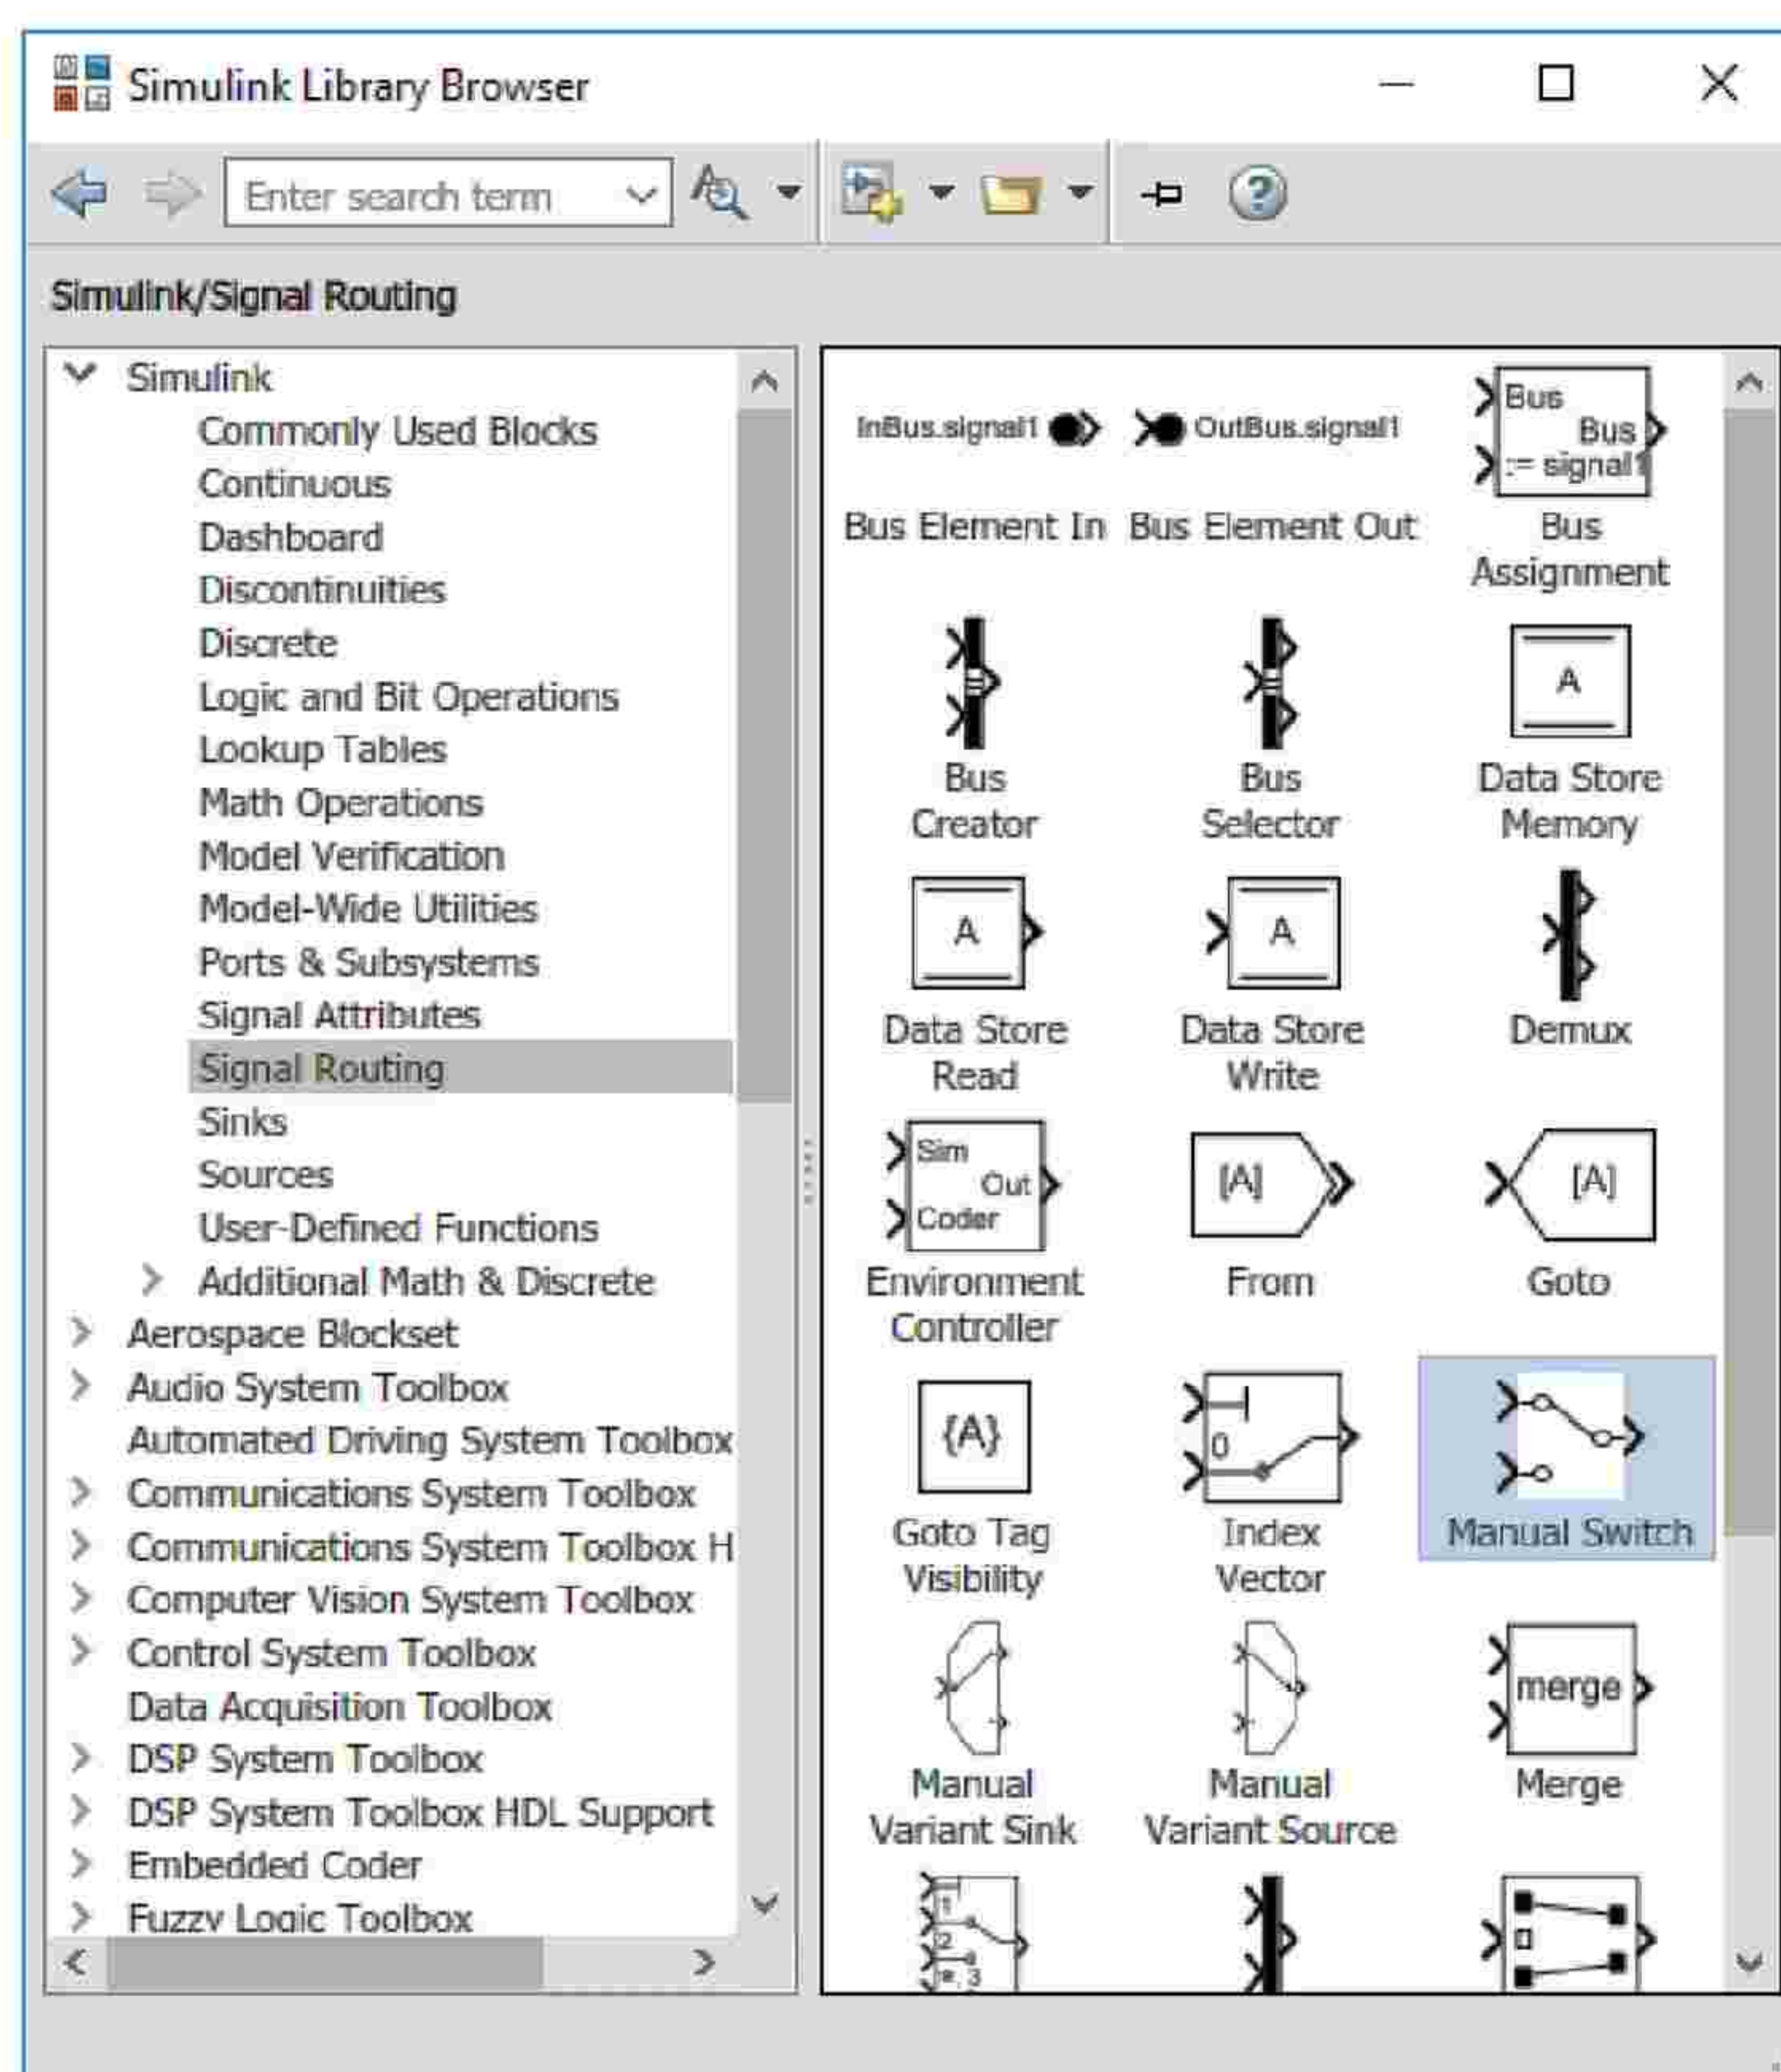 Simulink Library Browser
Enter search term
Simulink/Signal Routing
Simulink
Commonly Used Blocks
Continuous
Dashboard
Discontinuities
Discrete
Logic and Bit Operations
Lookup Tables
Math Operations
Model Verification
Model-Wide Utilities
Ports & Subsystems
Signal Attributes
Signal Routing
Sinks
Sources
User-Defined Functions
Additional Math & Discrete
Aerospace Blockset
Audio System Toolbox
Automated Driving System Toolbox
Communications System Toolbox
Communications System Toolbox H
Computer Vision System Toolbox
Control System Toolbox
Data Acquisition Toolbox
DSP System Toolbox
DSP System Toolbox HDL Support
Embedded Coder
Fuzzy Logic Toolbox
InBus.signal1
OutBus.signal1
Bus
Bus
:= signal1
Bus Element In
Bus Element Out
Bus
Assignment
A
Bus
Creator
Bus
Selector
Data Store
Memory
A
A
Data Store
Read
Data Store
Write
Demux
Sim
Out
Coder
[A]
[A]
Environment
Controller
From
Goto
{A}
0
Goto Tag
Visibility
Index
Vector
Manual Switch
merge
Manual
Variant Sink
Manual
Variant Source
Merge
1
2
*, 3